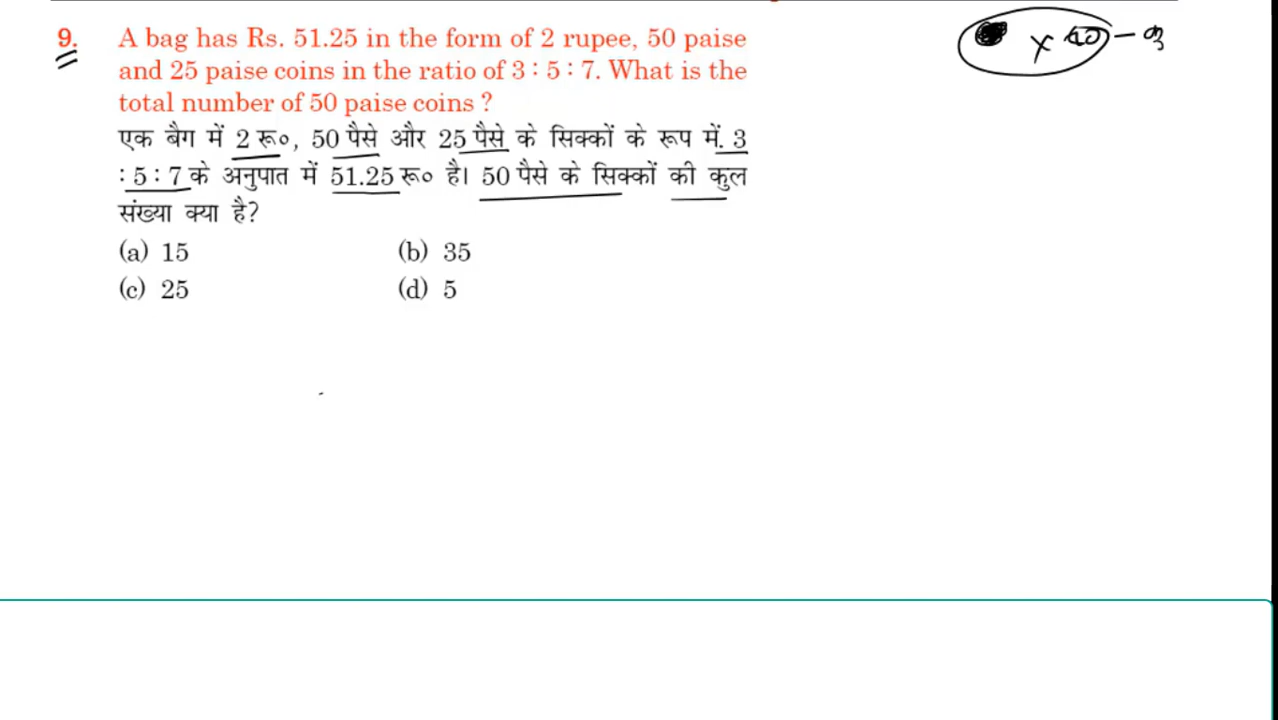 9. A bag has Rs. 51.25 in the form of 2 rupee, 50 paise
and 25 paise coins in the ratio of 3 : 5 : 7. What is the
total number of 50 paise coins ?
एक बैग में 2 रू०, 50 पैसे और 25 पैसे के सिक्कों के रूप में. 3
: 5 : 7 के अनुपात में 51.25 रू० है। 50 पैसे के सिक्कों की कुल
संख्या क्या है?
(a) 15 (b) 35
(c) 25 (d) 5